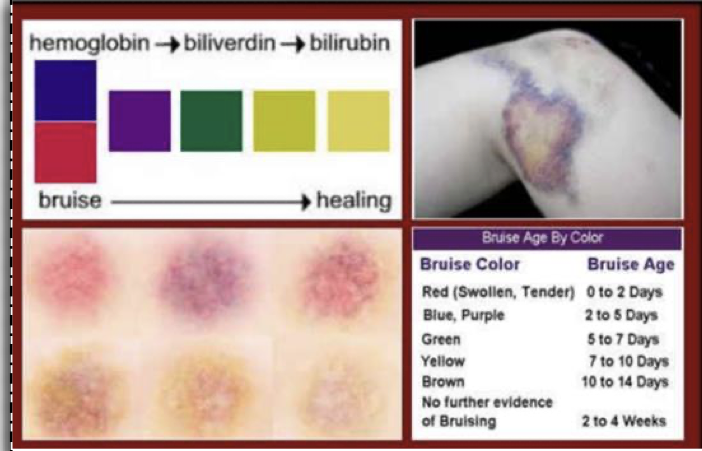 hemoglobin → biliverdin → bilirubin
bruise → healing
Bruise Age By Color
Bruise Color Bruise Age
Red (Swollen, Tender) 0 to 2 Days
Blue, Purple 2 to 5 Days
Green 5 to 7 Days
Yellow 7 to 10 Days
Brown 10 to 14 Days
No further evidence
of Bruising 2 to 4 Weeks